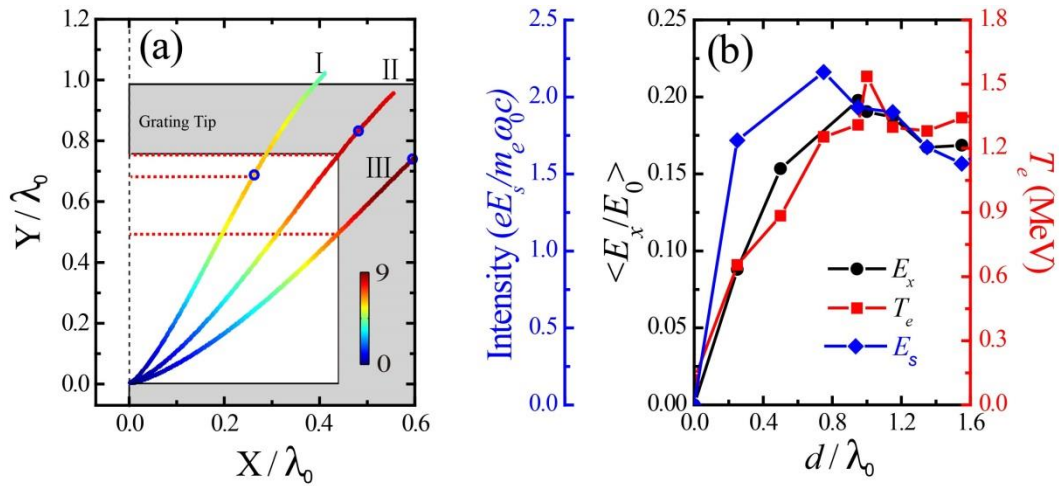 (a)
1.2
1.0
0.8
0.6
0.4
0.2
0.0
Y / λ₀
I
II
III
Grating Tip
9
0
0.0 0.2 0.4 0.6
X / λ₀
(b)
2.5
2.0
1.5
1.0
0.5
0.0
Intensity (eEₛ/mₑω₀c)
0.25
0.20
0.15
0.10
0.05
0.00
<Eₓ/E₀>
Eₓ
Tₑ
Eₛ
1.8
1.5
1.2
0.9
0.6
0.3
0.0
Tₑ (MeV)
0.0 0.4 0.8 1.2 1.6
d/λ₀